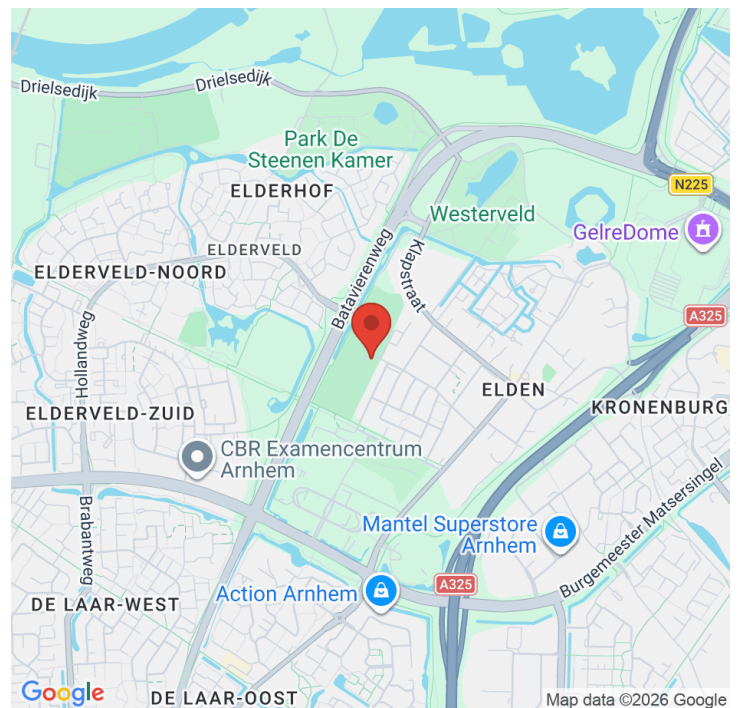 Drielsedijk
Drielsedijk
Park De
Steenen Kamer
ELDERHOF
N225
Westerveld
GelreDome
ELDERVELD
Batavierenweg
Klapstraat
ELDERVELD-NOORD
A325
Hollandweg
ELDEN
KRONENBURG
ELDERVELD-ZUID
CBR Examencentrum
Arnhem
Mantel Superstore
Arnhem
Burgemeester Matsersingel
Brabantweg
A325
Action Arnhem
DE LAAR-WEST
DE LAAR-OOST
Google
Map data ©2026 Google